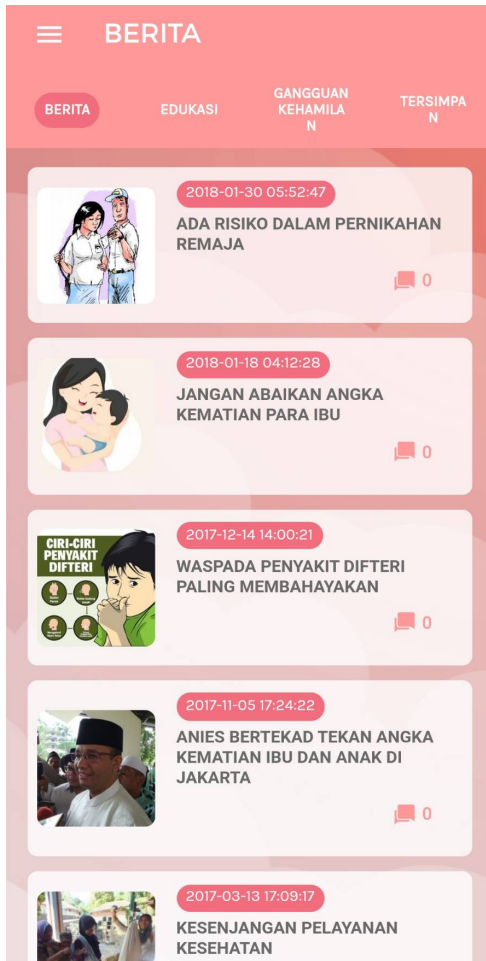 BERITA
BERITA
EDUKASI
GANGGUAN
KEHAMILA
N
TERSIMPA
N
2018-01-30 05:52:47
ADA RISIKO DALAM PERNIKAHAN
REMAJA
0
2018-01-18 04:12:28
JANGAN ABAIKAN ANGKA
KEMATIAN PARA IBU
0
CIRI-CIRI
PENYAKIT
DIFTERI
2017-12-14 14:00:21
WASPADA PENYAKIT DIFTERI
PALING MEMBAHAYAKAN
0
2017-11-05 17:24:22
ANIES BERTEKAD TEKAN ANGKA
KEMATIAN IBU DAN ANAK DI
JAKARTA
0
2017-03-13 17:09:17
KESENJANGAN PELAYANAN
KESEHATAN